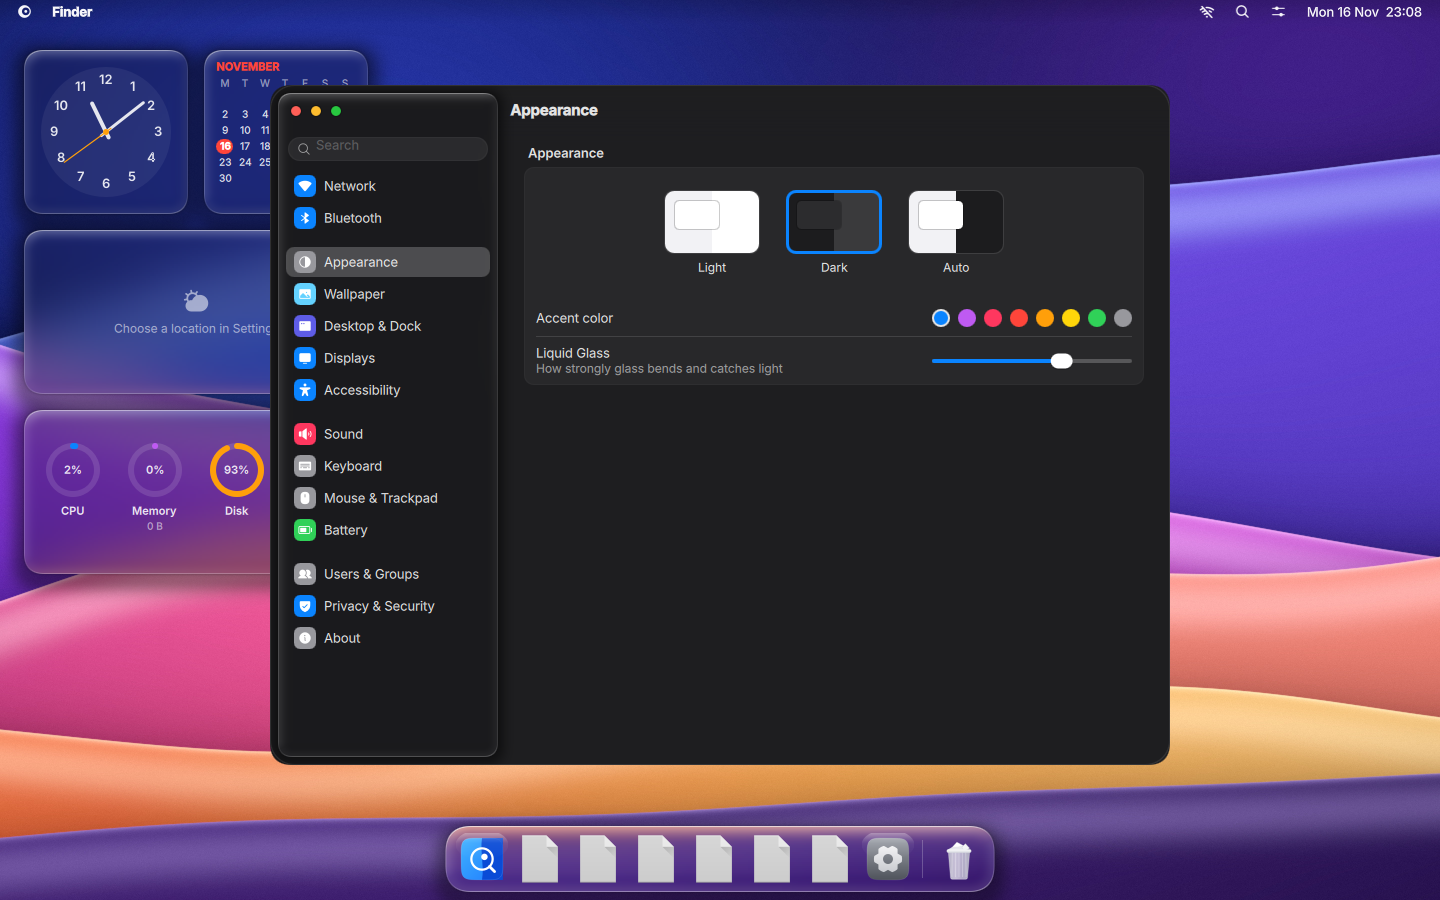 Finder
Mon 16 Nov 23:08
12
11 1
10 2
9 3
8 4
7 5
6
NOVEMBER
M T W T F S S
2 3 4
9 10 11
16 17 18
23 24 25
30
Choose a location in Setting
2% 0% 93%
CPU Memory Disk
0 B
Search
Network
Bluetooth
Appearance
Wallpaper
Desktop & Dock
Displays
Accessibility
Sound
Keyboard
Mouse & Trackpad
Battery
Users & Groups
Privacy & Security
About
Appearance
Appearance
Light Dark Auto
Accent color
Liquid Glass
How strongly glass bends and catches light